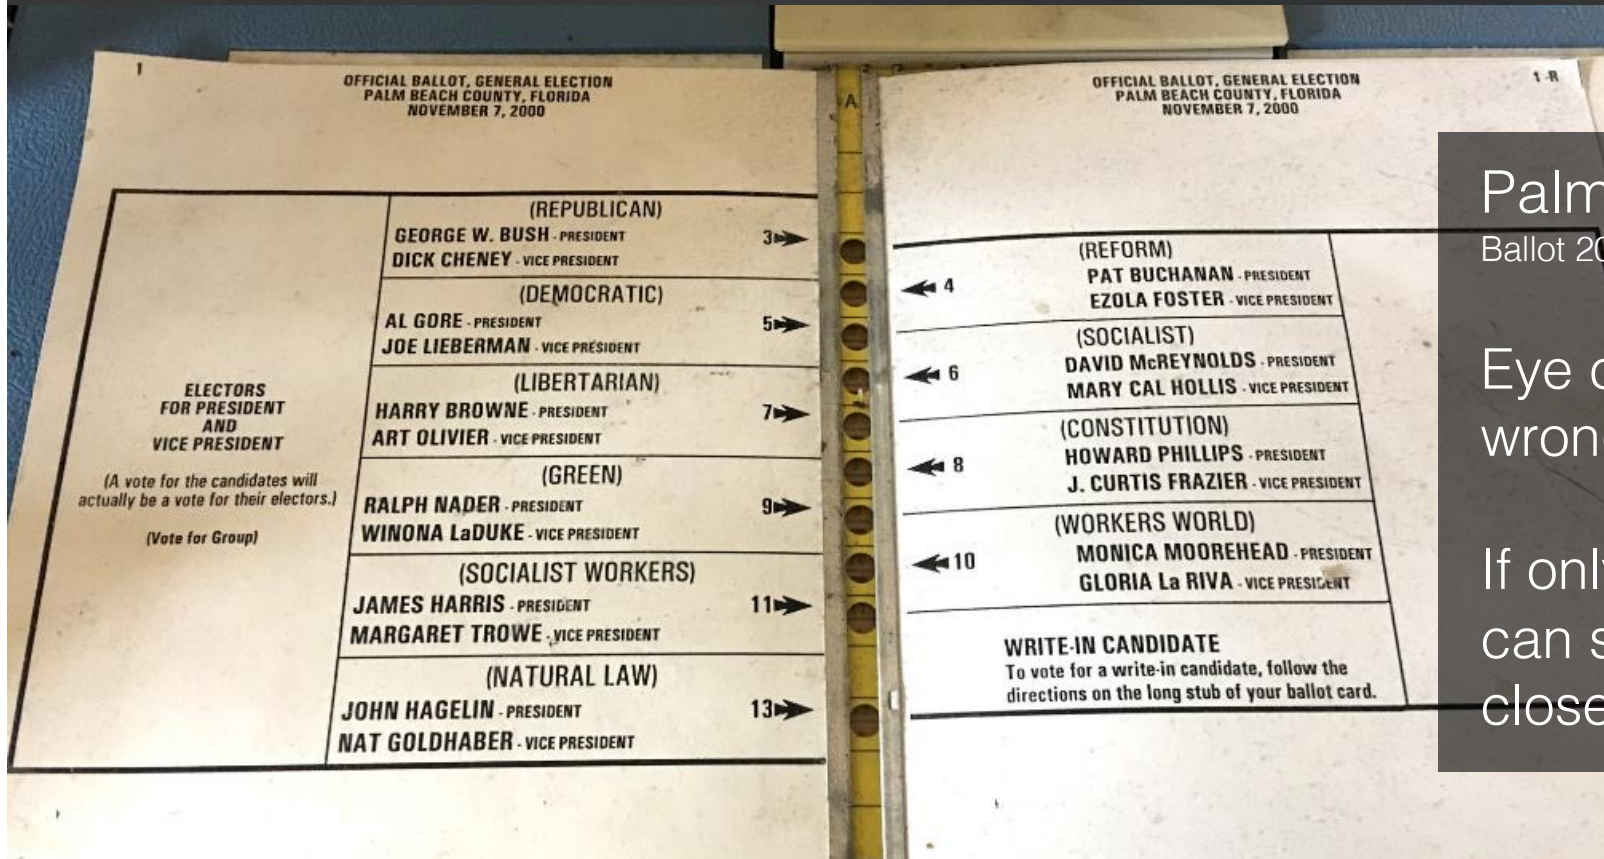 1
OFFICIAL BALLOT, GENERAL ELECTION
PALM BEACH COUNTY, FLORIDA
NOVEMBER 7, 2000
ELECTORS
FOR PRESIDENT
AND
VICE PRESIDENT
(A vote for the candidates will
actually be a vote for their electors.)
(Vote for Group)
(REPUBLICAN)
GEORGE W. BUSH - PRESIDENT 3
DICK CHENEY - VICE PRESIDENT
(DEMOCRATIC)
AL GORE - PRESIDENT 5
JOE LIEBERMAN - VICE PRESIDENT
(LIBERTARIAN)
HARRY BROWNE - PRESIDENT 7
ART OLIVIER - VICE PRESIDENT
(GREEN)
RALPH NADER - PRESIDENT 9
WINONA LaDUKE - VICE PRESIDENT
(SOCIALIST WORKERS)
JAMES HARRIS - PRESIDENT 11
MARGARET TROWE - VICE PRESIDENT
(NATURAL LAW)
JOHN HAGELIN - PRESIDENT 13
NAT GOLDHABER - VICE PRESIDENT
A
OFFICIAL BALLOT, GENERAL ELECTION
PALM BEACH COUNTY, FLORIDA
NOVEMBER 7, 2000
1-R
(REFORM)
4 PAT BUCHANAN - PRESIDENT
EZOLA FOSTER - VICE PRESIDENT
(SOCIALIST)
6 DAVID McREYNOLDS - PRESIDENT
MARY CAL HOLLIS - VICE PRESIDENT
(CONSTITUTION)
8 HOWARD PHILLIPS - PRESIDENT
J. CURTIS FRAZIER - VICE PRESIDENT
(WORKERS WORLD)
10 MONICA MOOREHEAD - PRESIDENT
GLORIA La RIVA - VICE PRESIDENT
WRITE-IN CANDIDATE
To vote for a write-in candidate, follow the
directions on the long stub of your ballot card.
Palm
Ballot
Eye
If
can